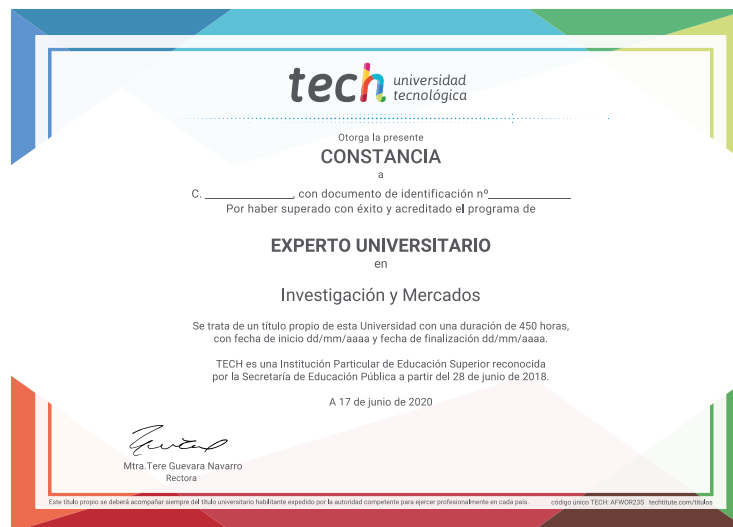 tech universidad
tecnológica
Otorga la presente
CONSTANCIA
a
C. ______________, con documento de identificación nº______________
Por haber superado con éxito y acreditado el programa de
EXPERTO UNIVERSITARIO
en
Investigación y Mercados
Se trata de un título propio de esta Universidad con una duración de 450 horas,
con fecha de inicio dd/mm/aaaa y fecha de finalización dd/mm/aaaa.
TECH es una Institución Particular de Educación Superior reconocida
por la Secretaría de Educación Pública a partir del 28 de junio de 2018.
A 17 de junio de 2020
Mtra.Tere Guevara Navarro
Rectora
Este título propio se deberá acompañar siempre del título universitario habilitante expedido por la autoridad competente para ejercer profesionalmente en cada país. código único TECH: AFWOR23S techtitute.com/titulos